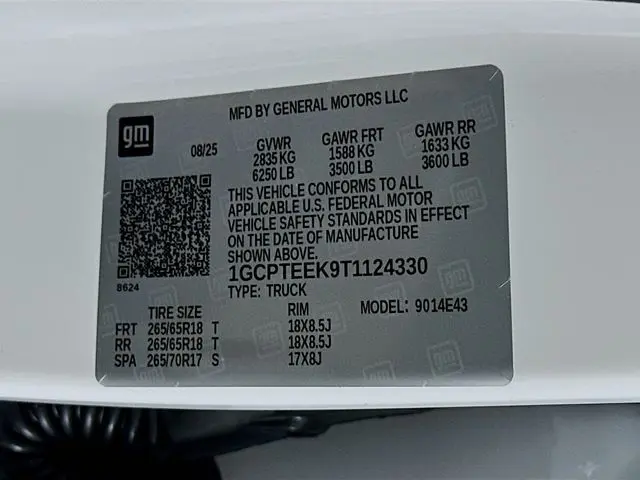 MFD BY GENERAL MOTORS LLC
gm
08/25 GVWR GAWR FRT GAWR RR
2835 KG 1588 KG 1633 KG
6250 LB 3500 LB 3600 LB
THIS VEHICLE CONFORMS TO ALL
APPLICABLE U.S. FEDERAL MOTOR
VEHICLE SAFETY STANDARDS IN EFFECT
ON THE DATE OF MANUFACTURE
SHOWN ABOVE.
1GCPTEEK9T1124330
8624
TYPE: TRUCK
TIRE SIZE RIM MODEL: 9014E43
FRT 265/65R18 T 18X8.5J
RR 265/65R18 T 18X8.5J
SPA 265/70R17 S 17X8J